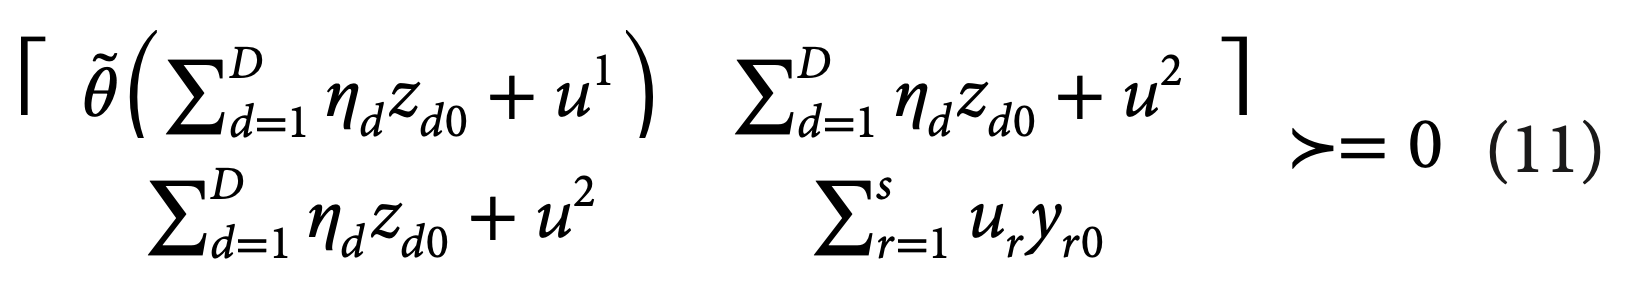 ⎡ θ̃(∑_{d=1}^{D} η_d z_{d0} + u^1) ∑_{d=1}^{D} η_d z_{d0} + u^2 ⎤ ≻= 0 (11)
∑_{d=1}^{D} η_d z_{d0} + u^2 ∑_{r=1}^{s} u_r y_{r0}